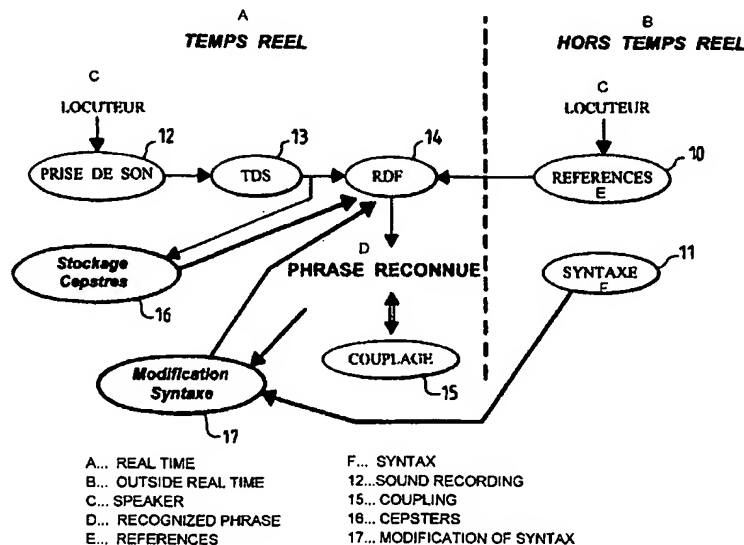 A
TEMPS REEL
B
HORS TEMPS REEL
C
LOCUTEUR
C
LOCUTEUR
12
PRISE DE SON
13
TDS
14
RDF
10
REFERENCES
E
D
PHRASE RECONNUE
Stockage
Cepstres
16
11
SYNTAXE
F
COUPLAGE
15
Modification
Syntaxe
17
A... REAL TIME
B... OUTSIDE REAL TIME
C... SPEAKER
D... RECOGNIZED PHRASE
E... REFERENCES
F... SYNTAX
12...SOUND RECORDING
15... COUPLING
16... CEPSTERS
17... MODIFICATION OF SYNTAX